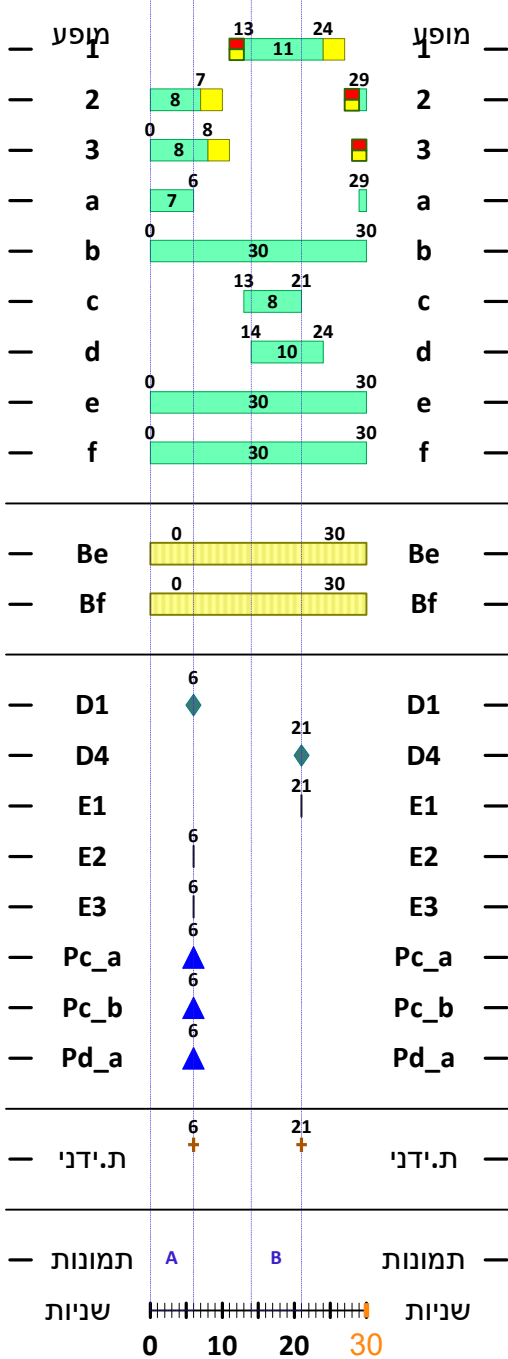 מופע 13 24 מופע
1 11 1
7 29
2 8 2
0 8
3 8 3
6 29
a 7 a
0 30
b 30 b
13 21
c 8 c
14 24
d 10 d
0 30
e 30 e
0 30
f 30 f
0 30
Be Be
0 30
Bf Bf
6
D1 D1
21
D4 D4
21
E1 E1
6
E2 E2
6
E3 E3
6
Pc_a Pc_a
6
Pc_b Pc_b
6
Pd_a Pd_a
6 21
ת.ידני ת.ידני
תמונות A B תמונות
שניות שניות
0 10 20 30